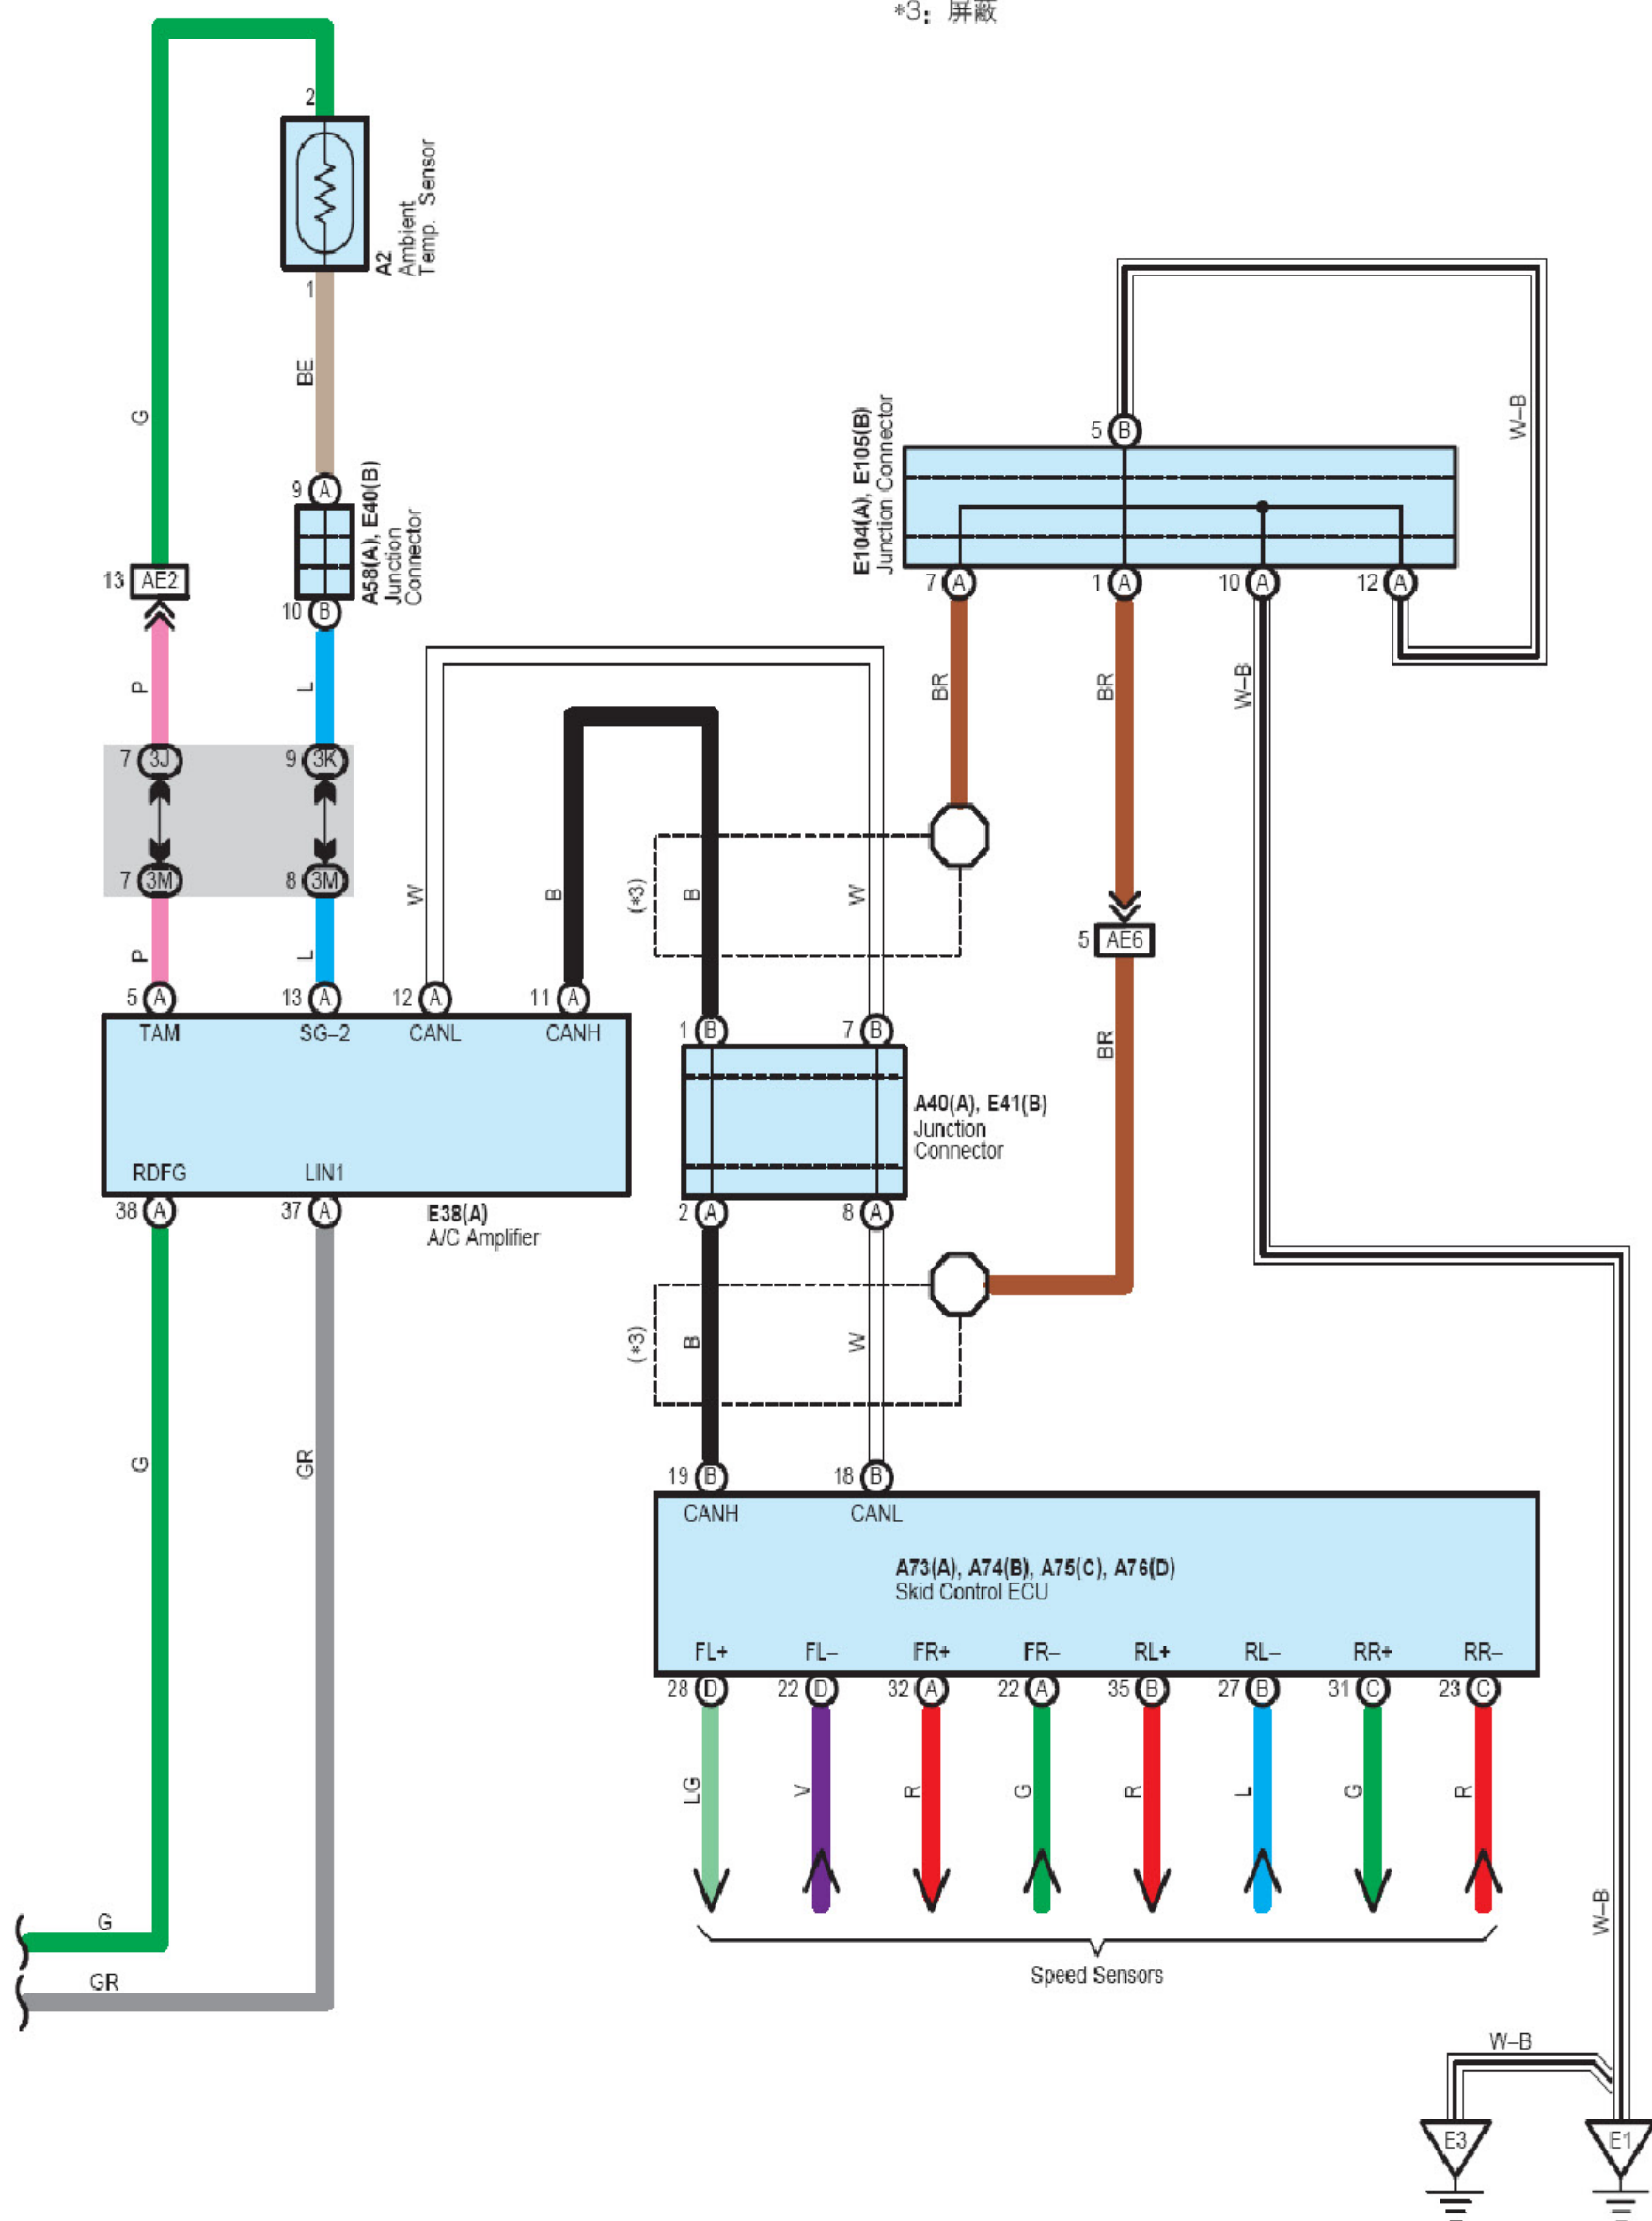 *3：屏蔽
2
A2
Ambient
Temp. Sensor
1
BE
G
9 A
A58(A), E40(B)
Junction
Connector
10 B
13 AE2
P
L
7 3J
9 3K
7 3M
8 3M
P
L
5 B
W–B
E104(A), E105(B)
Junction Connector
7 A
1 A
10 A
12 A
BR
BR
W–B
W
B
(*3)
B
W
5 AE6
BR
5 A
13 A
12 A
11 A
TAM
SG–2
CANL
CANH
RDFG
LIN1
38 A
37 A
E38(A)
A/C Amplifier
1 B
7 B
A40(A), E41(B)
Junction
Connector
2 A
8 A
(*3)
B
W
G
GR
19 B
18 B
CANH
CANL
A73(A), A74(B), A75(C), A76(D)
Skid Control ECU
FL+
FL–
FR+
FR–
RL+
RL–
RR+
RR–
28 D
22 D
32 A
22 A
35 B
27 B
31 C
23 C
LG
V
R
G
R
L
G
R
Speed Sensors
W–B
G
GR
W–B
E3
E1